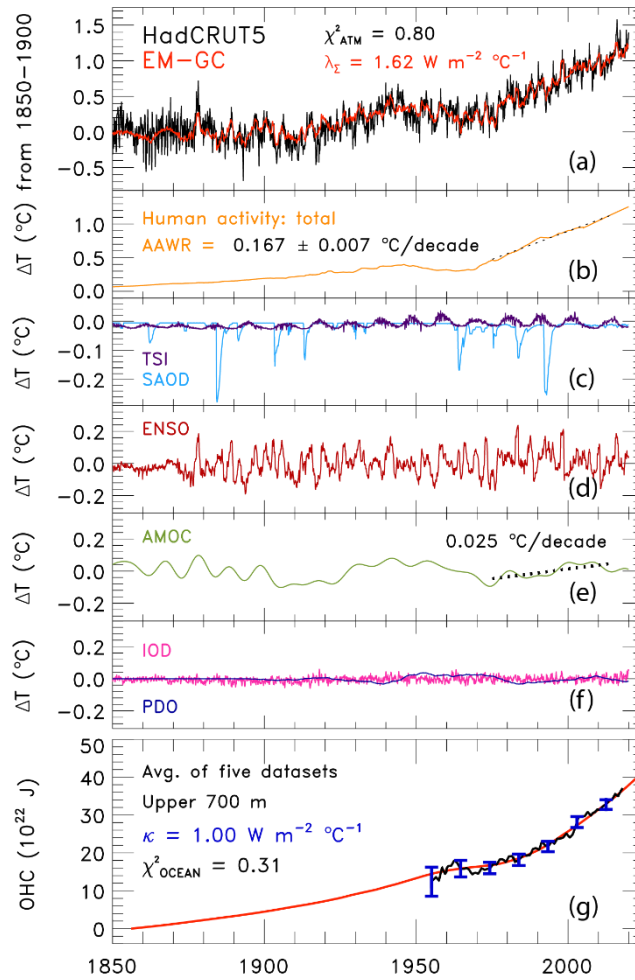 ΔT (°C) from 1850−1900
1.5
1.0
0.5
0.0
−0.5
HadCRUT5
EM−GC
χ²ATM = 0.80
λΣ = 1.62 W m⁻² °C⁻¹
(a)
ΔT (°C)
1.0
0.5
0.0
Human activity: total
AAWR = 0.167 ± 0.007 °C/decade
(b)
ΔT (°C)
0.0
−0.1
−0.2
TSI
SAOD
(c)
ΔT (°C)
0.2
0.0
−0.2
ENSO
(d)
ΔT (°C)
0.2
0.0
−0.2
AMOC
0.025 °C/decade
(e)
ΔT (°C)
0.2
0.0
−0.2
IOD
PDO
(f)
OHC (10²² J)
50
40
30
20
10
0
Avg. of five datasets
Upper 700 m
κ = 1.00 W m⁻² °C⁻¹
χ²OCEAN = 0.31
(g)
1850 1900 1950 2000